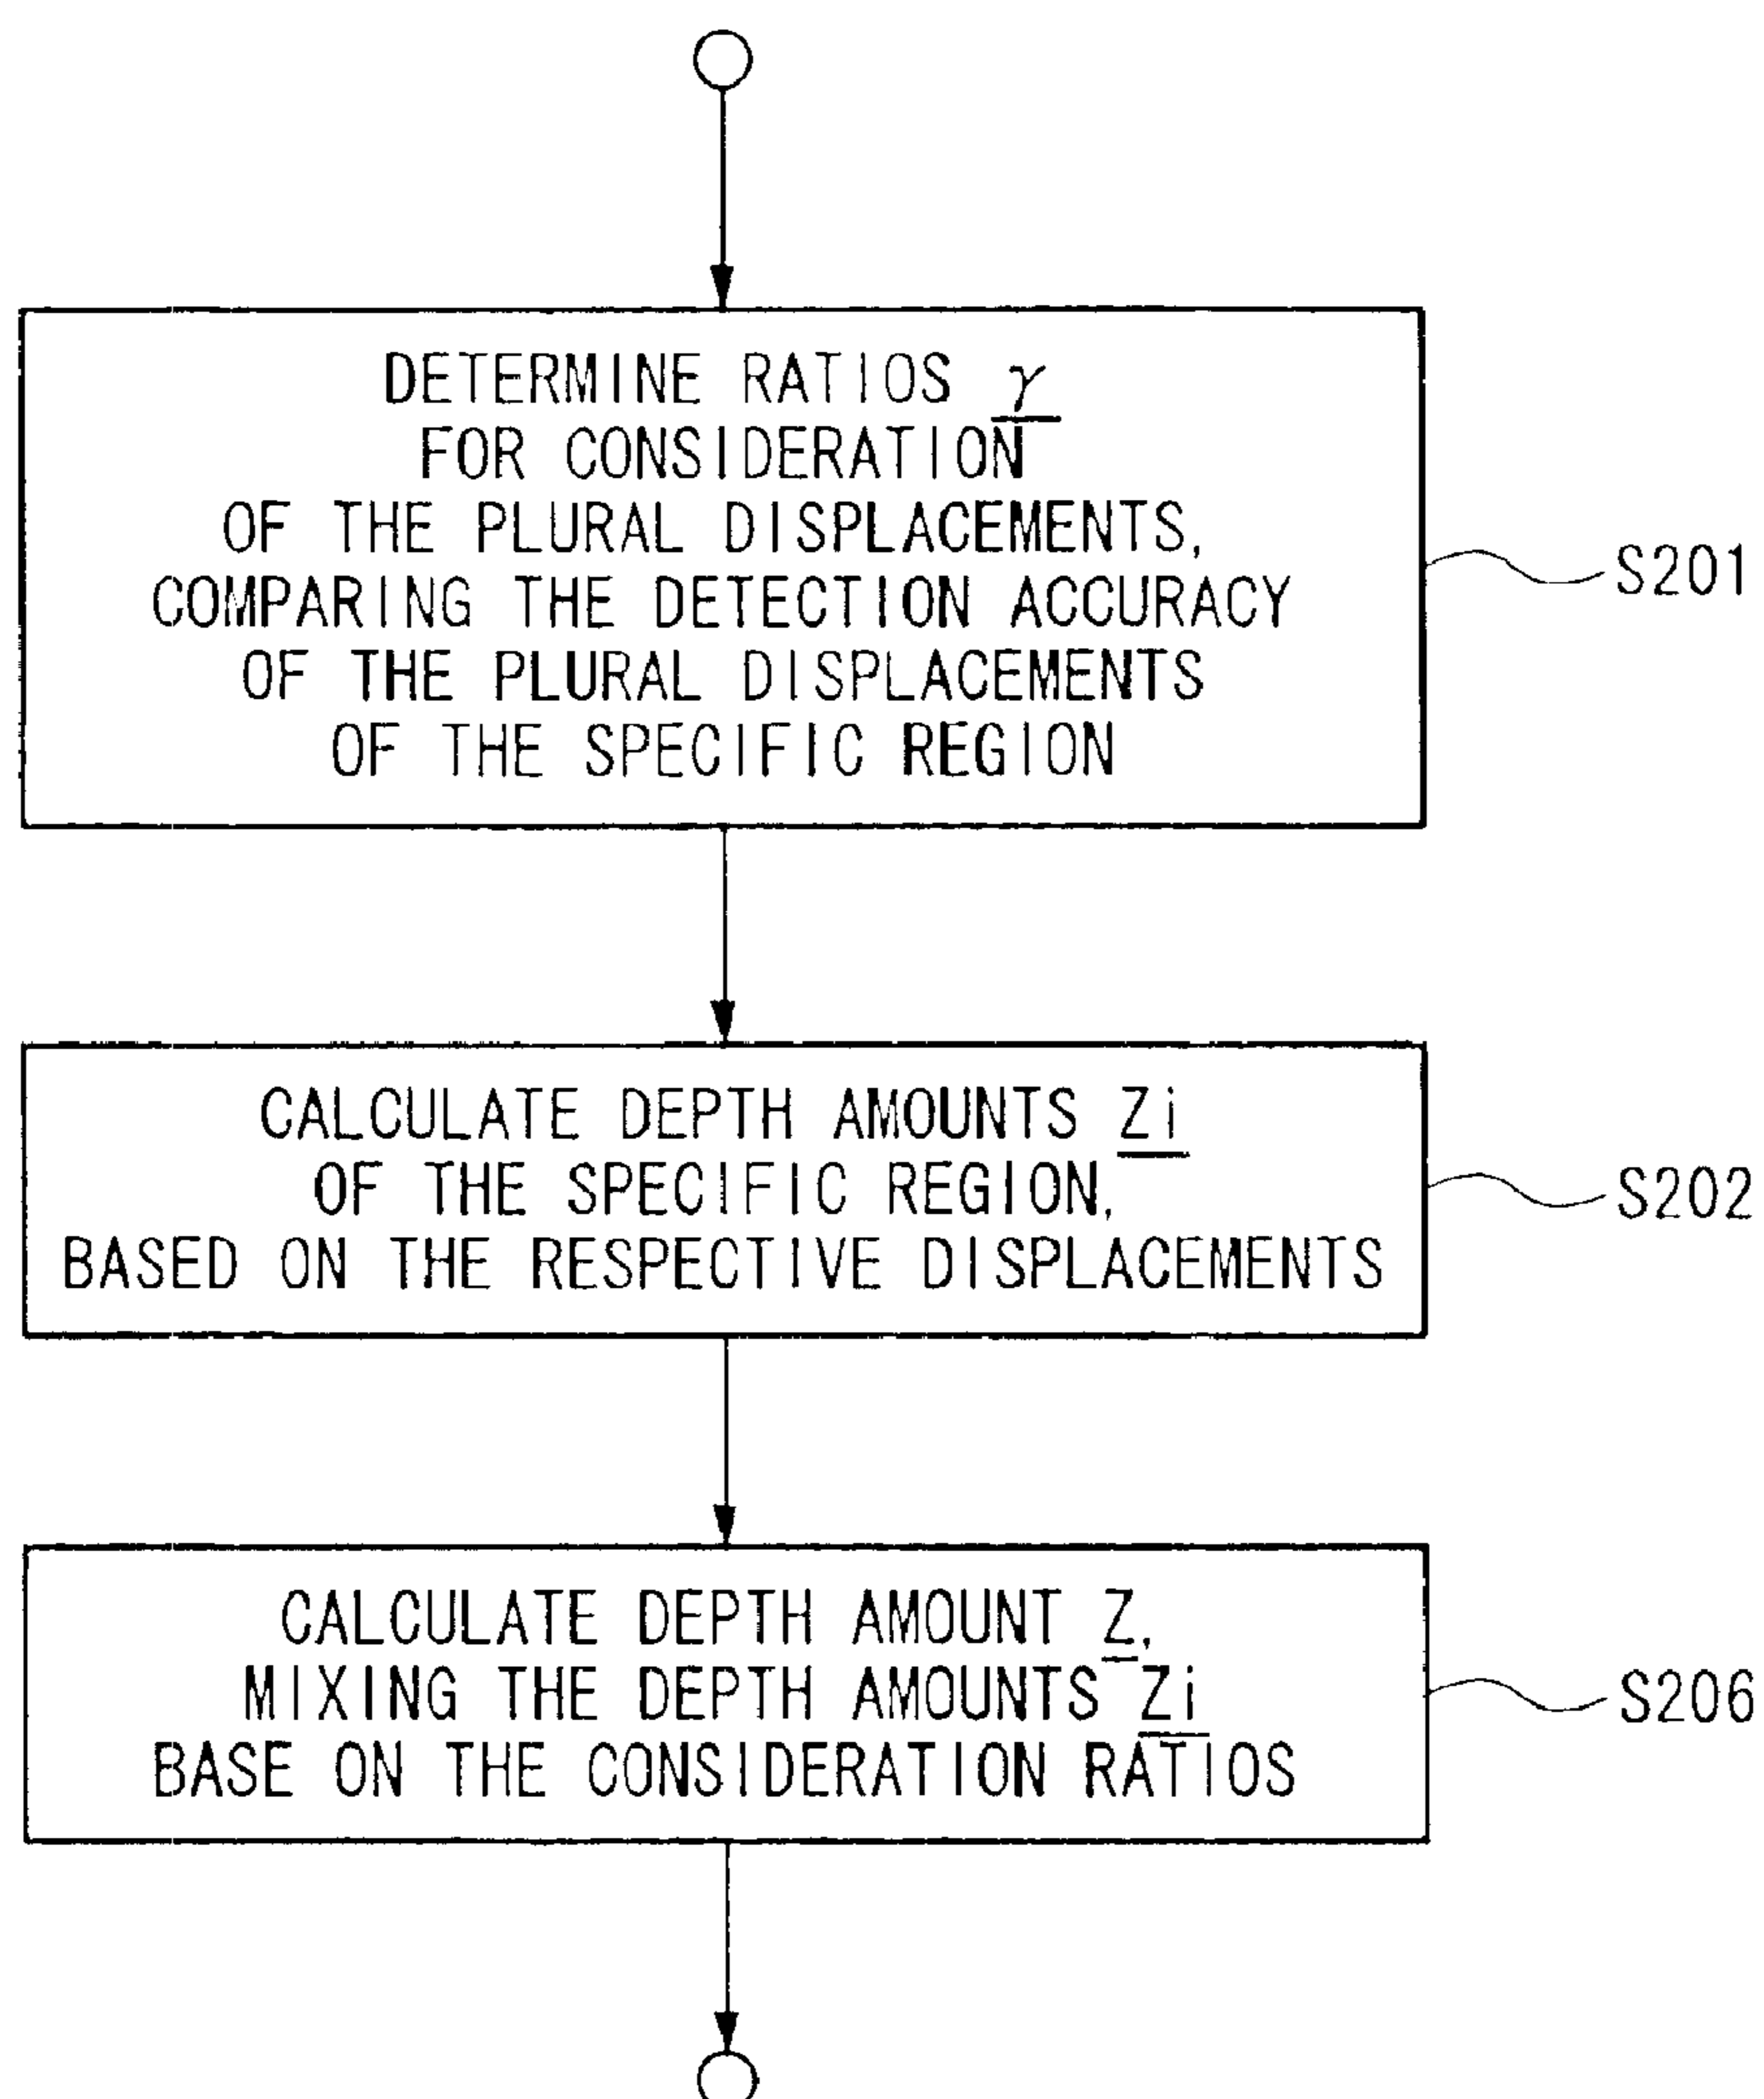 DETERMINE RATIOS γ
FOR CONSIDERATION
OF THE PLURAL DISPLACEMENTS,
COMPARING THE DETECTION ACCURACY
OF THE PLURAL DISPLACEMENTS
OF THE SPECIFIC REGION
S201
CALCULATE DEPTH AMOUNTS Zi
OF THE SPECIFIC REGION,
BASED ON THE RESPECTIVE DISPLACEMENTS
S202
CALCULATE DEPTH AMOUNT Z,
MIXING THE DEPTH AMOUNTS Zi
BASE ON THE CONSIDERATION RATIOS
S206